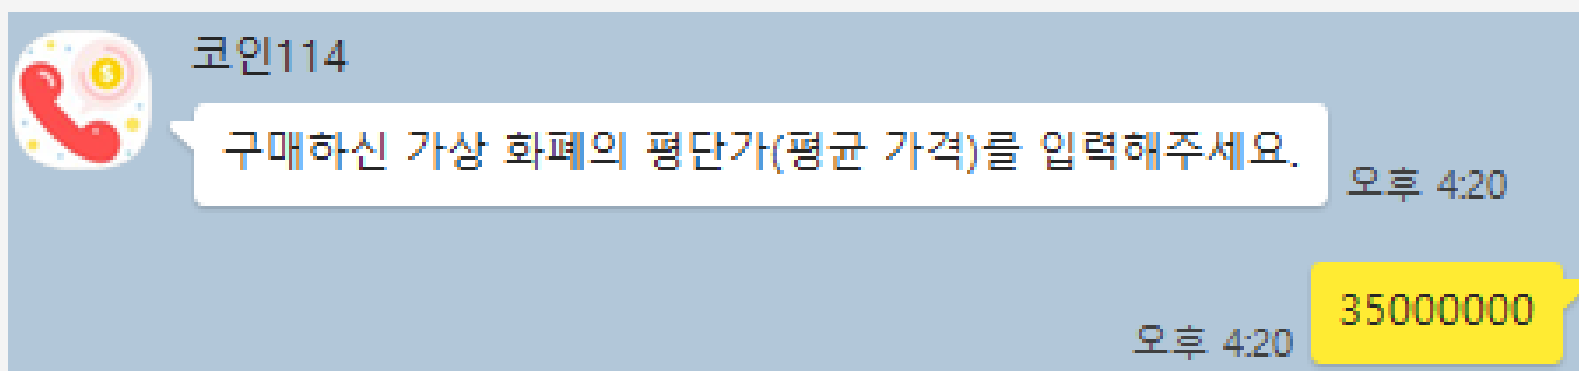 코인114
구매하신 가상 화폐의 평단가(평균 가격)를 입력해주세요.
오후 4:20
오후 4:20
35000000